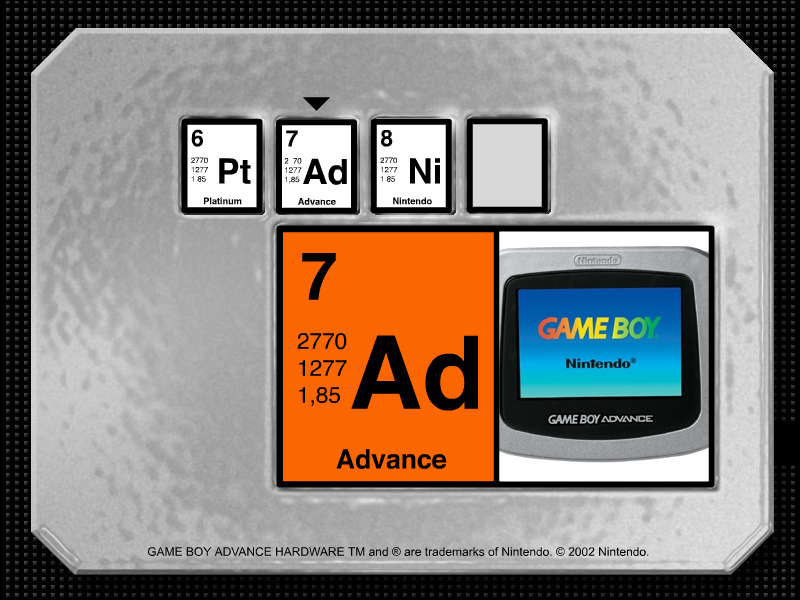 6
2770
1277
1 85
Pt
Platinum
7
2 70
1277
1,85
Ad
Advance
8
2770
1277
1 85
Ni
Nintendo
7
2770
1277
1,85
Ad
Advance
Nintendo
GAME BOY
Nintendo®
GAME BOY ADVANCE
GAME BOY ADVANCE HARDWARE TM and ® are trademarks of Nintendo. © 2002 Nintendo.